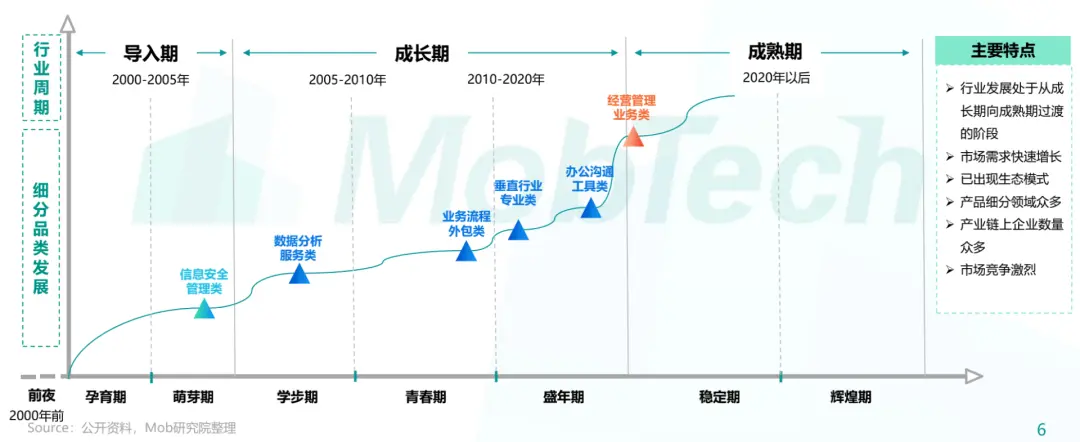 行业周期
导入期
成长期
成熟期
2000-2005年
2005-2010年
2010-2020年
2020年以后
主要特点
行业发展处于从成
长期向成熟期过渡
的阶段
市场需求快速增长
已出现生态模式
产品细分领域众多
产业链上企业数量
众多
市场竞争激烈
细分品类发展
经营管理
业务类
办公沟通
工具类
垂直行业
专业类
业务流程
外包类
数据分析
服务类
信息安全
管理类
MobTech
前夜
2000年前
孕育期
萌芽期
学步期
青春期
盛年期
稳定期
辉煌期
Source：公开资料，Mob研究院整理
6